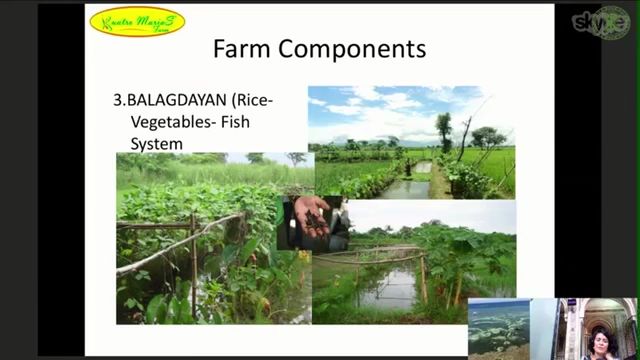 Kuatro MariaS
Farm
skype
Farm Components
3.BALAGDAYAN (Rice-
Vegetables- Fish
System